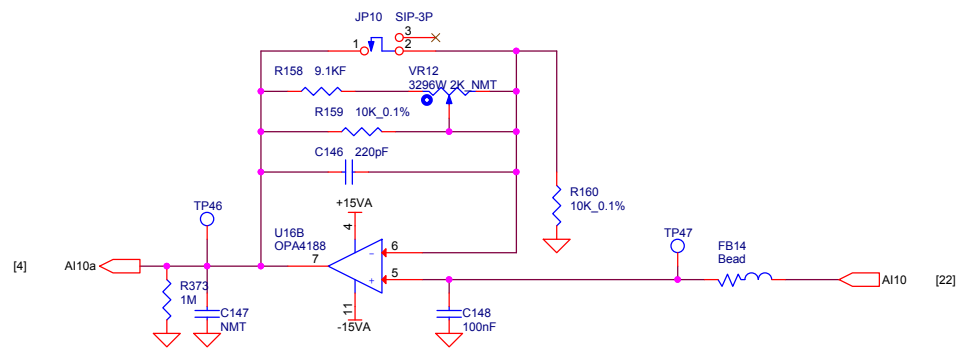 JP10 SIP-3P
3
1
2
R158 9.1KF
VR12
3296W 2K_NMT
R159 10K_0.1%
C146 220pF
R160
10K_0.1%
TP46
+15VA
TP47
U16B
OPA4188
4
6
FB14
Bead
7
[4]
AI10a
5
AI10
[22]
R373
1M
C147
NMT
11
C148
100nF
-15VA
−
+